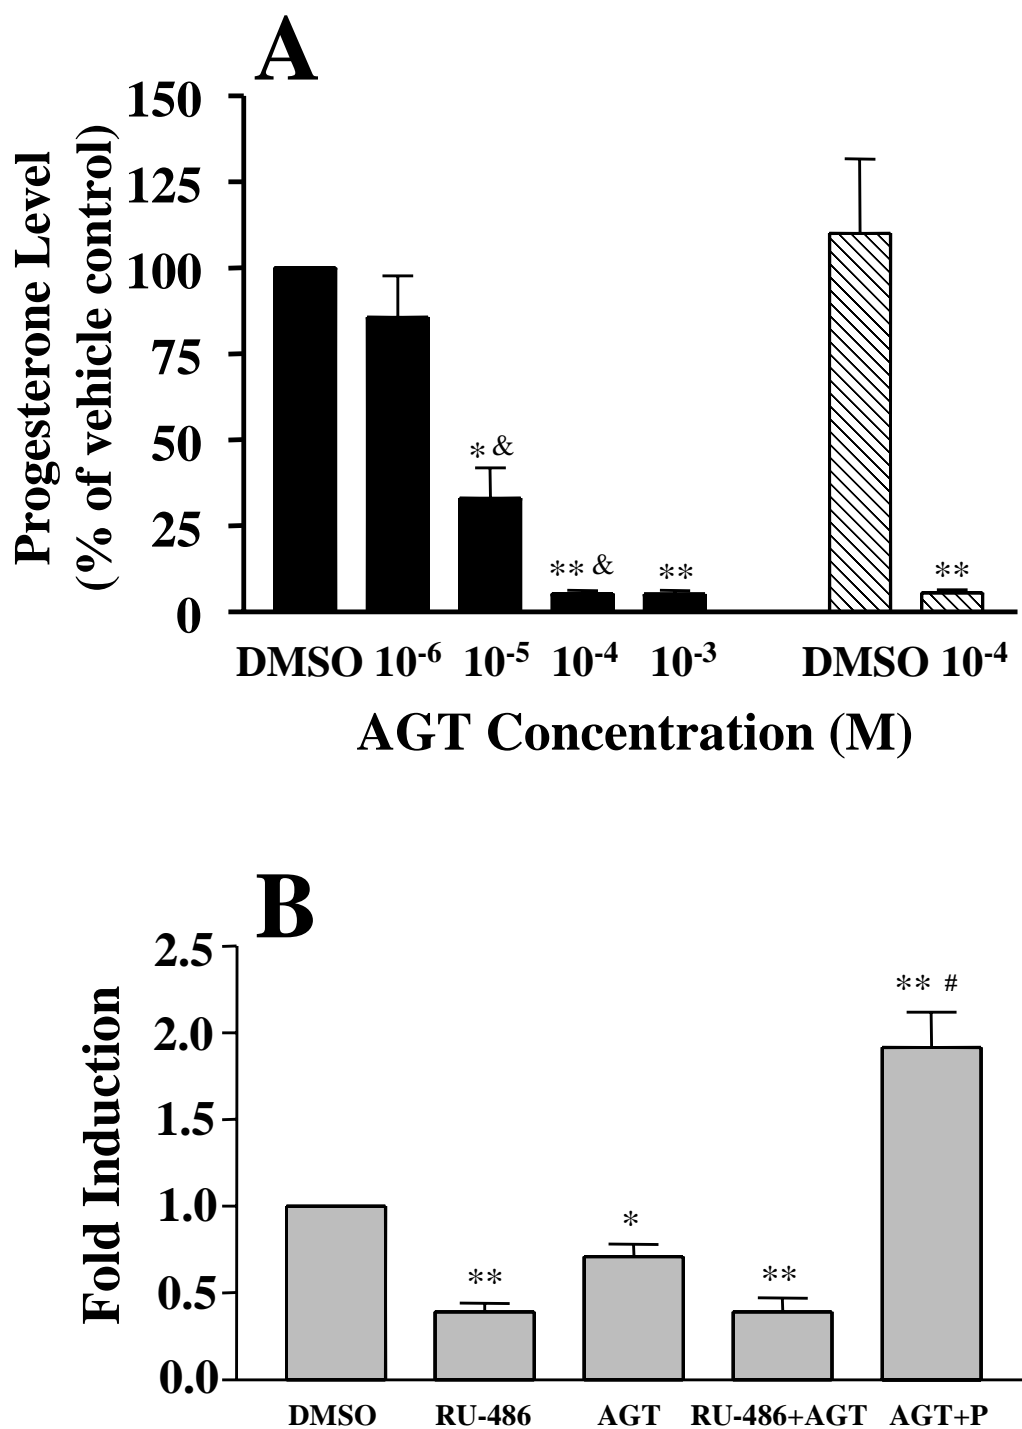 A
Progesterone Level
(% of vehicle control)
150
125
100
75
50
25
0
* &
** &
**
**
DMSO 10-6 10-5 10-4 10-3 DMSO 10-4
AGT Concentration (M)
B
Fold Induction
2.5
2.0
1.5
1.0
0.5
0.0
**
*
**
** #
DMSO RU-486 AGT RU-486+AGT AGT+P